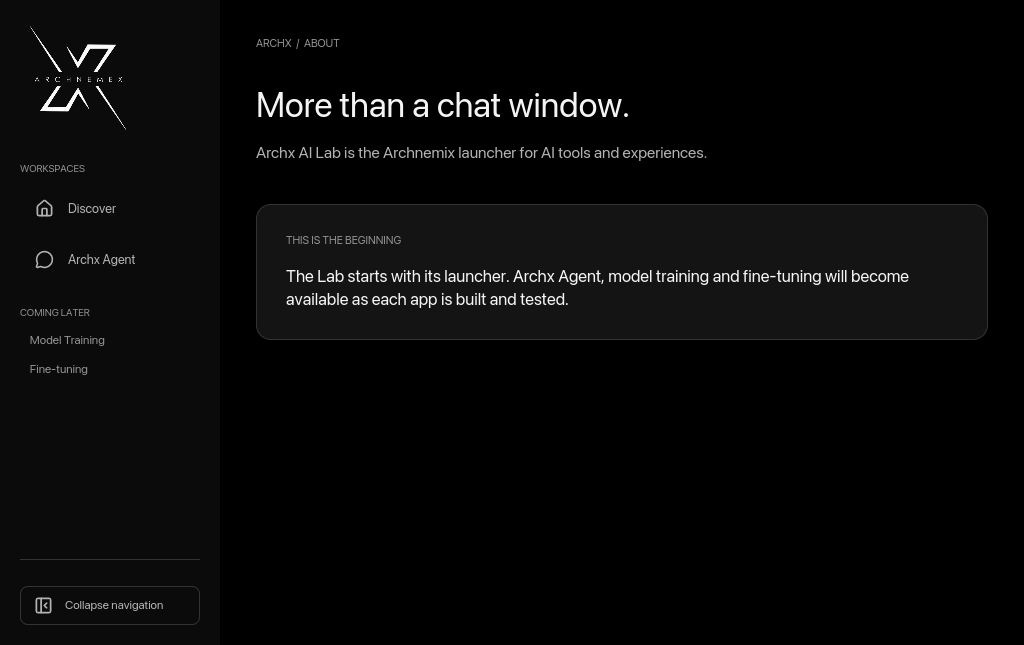 ARCHNEMEX
WORKSPACES
Discover
Archx Agent
COMING LATER
Model Training
Fine-tuning
Collapse navigation
ARCHX / ABOUT
More than a chat window.
Archx AI Lab is the Archnemix launcher for AI tools and experiences.
THIS IS THE BEGINNING
The Lab starts with its launcher. Archx Agent, model training and fine-tuning will become
available as each app is built and tested.